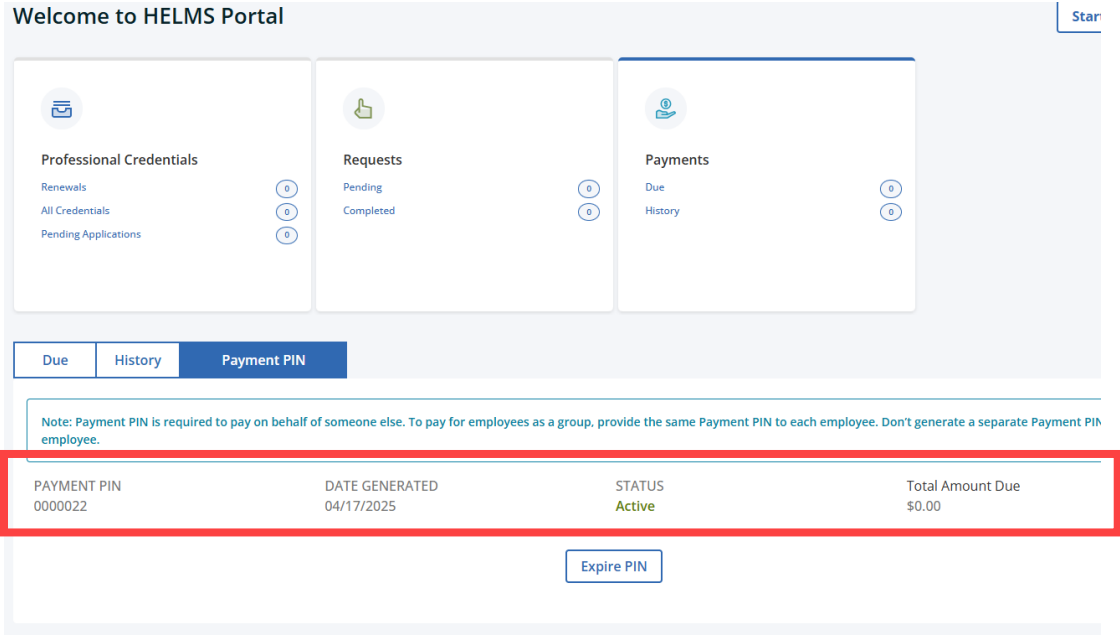 Welcome to HELMS Portal
Professional Credentials
Renewals 0
All Credentials 0
Pending Applications 0
Requests
Pending 0
Completed 0
Payments
Due 0
History 0
Due History Payment PIN
Note: Payment PIN is required to pay on behalf of someone else. To pay for employees as a group, provide the same Payment PIN to each employee. Don't generate a separate Payment PIN
employee.
PAYMENT PIN DATE GENERATED STATUS Total Amount Due
0000022 04/17/2025 Active $0.00
Expire PIN